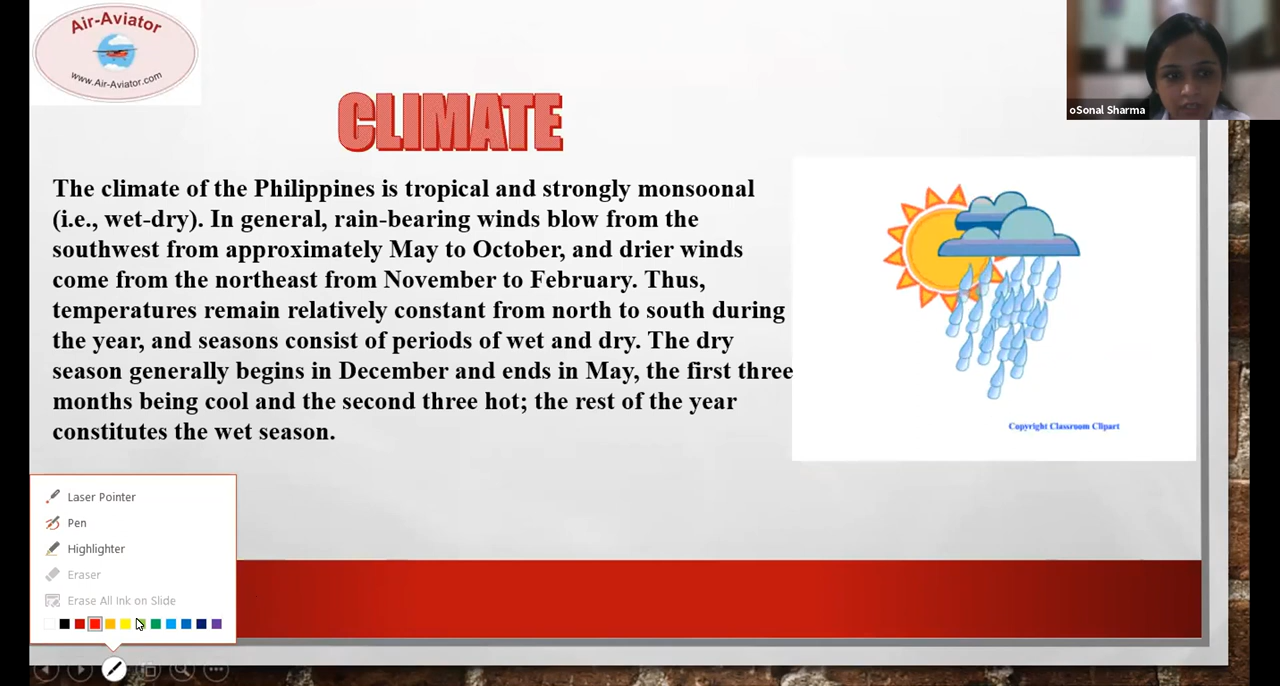 Air-Aviator
www.Air-Aviator.com
oSonal Sharma
CLIMATE
The climate of the Philippines is tropical and strongly monsoonal
(i.e., wet-dry). In general, rain-bearing winds blow from the
southwest from approximately May to October, and drier winds
come from the northeast from November to February. Thus,
temperatures remain relatively constant from north to south during
the year, and seasons consist of periods of wet and dry. The dry
season generally begins in December and ends in May, the first three
months being cool and the second three hot; the rest of the year
constitutes the wet season.
Copyright Classroom Clipart
Laser Pointer
Pen
Highlighter
Eraser
Erase All Ink on Slide